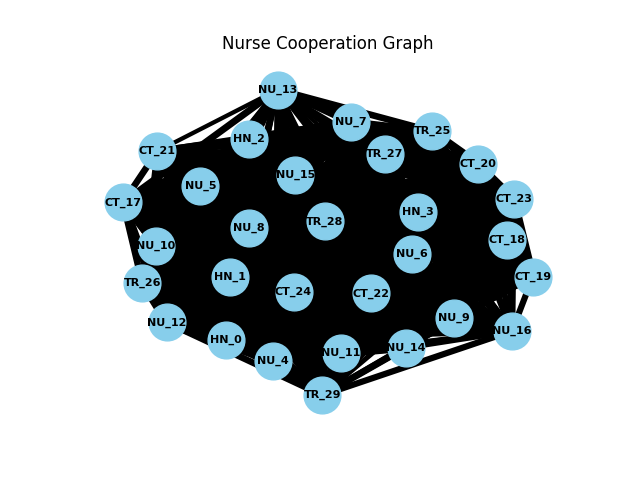 Nurse Cooperation Graph
NU_13
NU_7
TR_25
HN_2
CT_21
TR_27
CT_20
NU_15
NU_5
CT_23
CT_17
HN_3
TR_28
NU_8
CT_18
NU_10
NU_6
HN_1
CT_19
TR_26
CT_24
CT_22
NU_9
NU_12
NU_16
HN_0
NU_14
NU_11
NU_4
TR_29